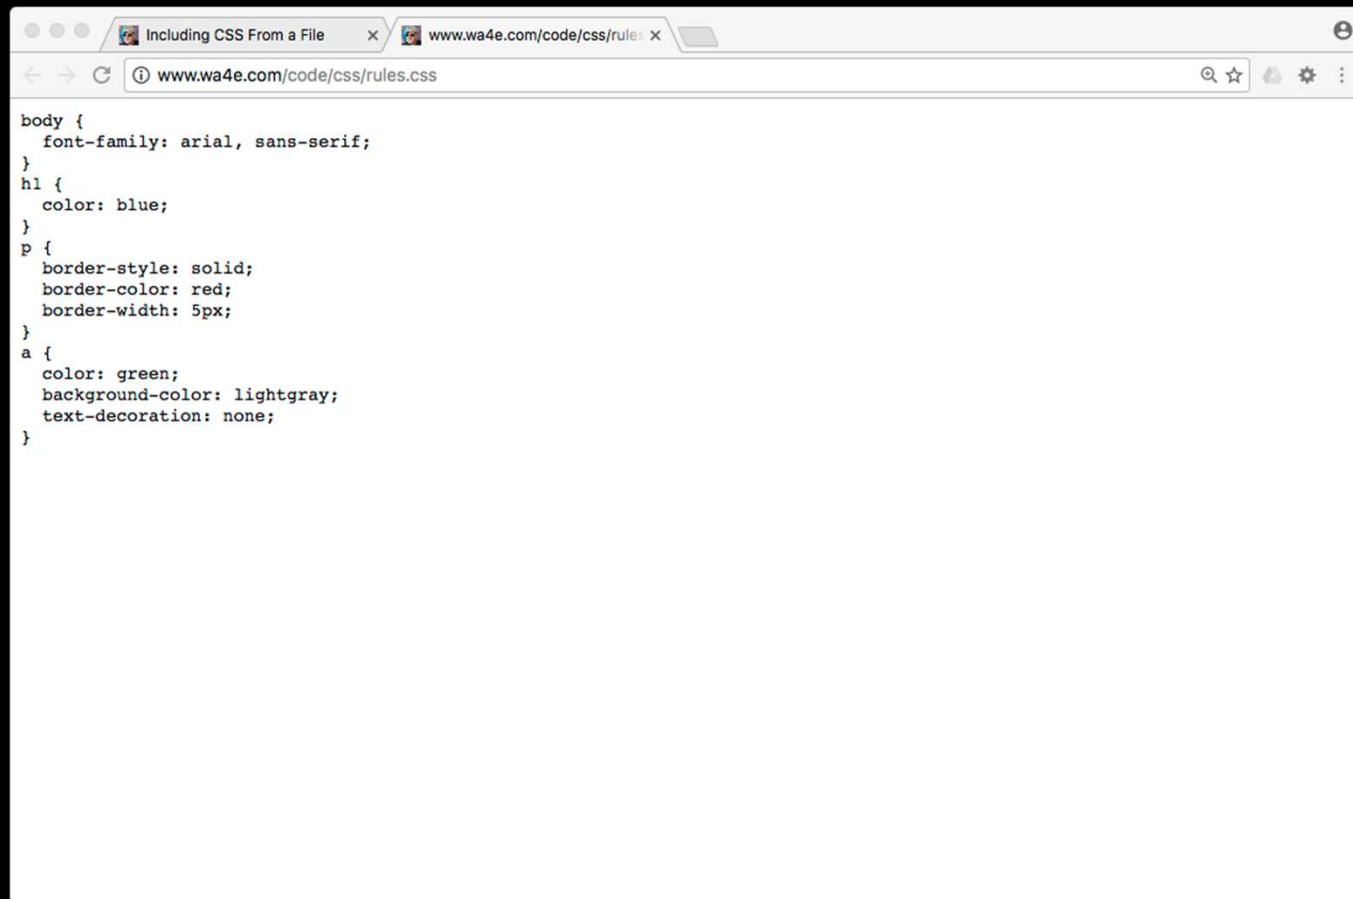 Including CSS From a File
www.wa4e.com/code/css/rules
www.wa4e.com/code/css/rules.css
body {
  font-family: arial, sans-serif;
}
h1 {
  color: blue;
}
p {
  border-style: solid;
  border-color: red;
  border-width: 5px;
}
a {
  color: green;
  background-color: lightgray;
  text-decoration: none;
}